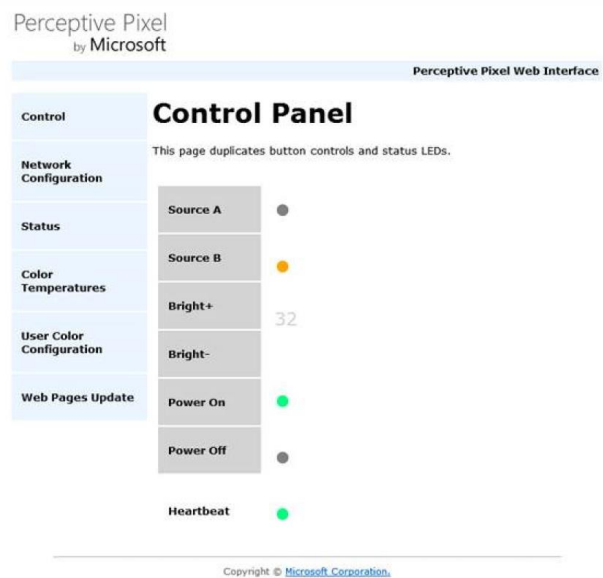 Perceptive Pixel
by Microsoft
Perceptive Pixel Web Interface
Control
Network
Configuration
Status
Color
Temperatures
User Color
Configuration
Web Pages Update
Control Panel
This page duplicates button controls and status LEDs.
Source A
Source B
Bright+
32
Bright-
Power On
Power Off
Heartbeat
Copyright © Microsoft Corporation.